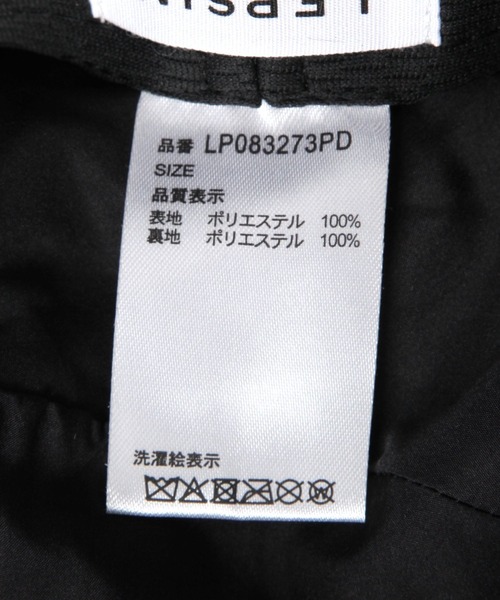 LEPSIM
品番 LP083273PD
SIZE
品質表示
表地 ポリエステル 100%
裏地 ポリエステル 100%
洗濯絵表示